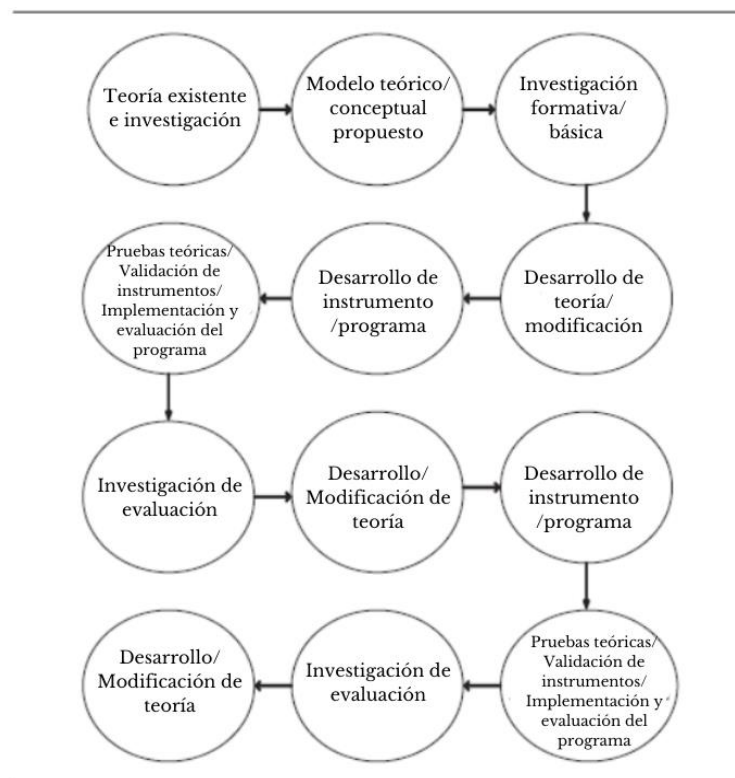 Teoría existente
e investigación
Modelo teórico/
conceptual
propuesto
Investigación
formativa/
básica
Pruebas teóricas/
Validación de
instrumentos/
Implementación y
evaluación del
programa
Desarrollo de
instrumento
/programa
Desarrollo de
teoría/
modificación
Investigación de
evaluación
Desarrollo/
Modificación de
teoría
Desarrollo de
instrumento
/programa
Desarrollo/
Modificación de
teoría
Investigación de
evaluación
Pruebas teóricas/
Validación de
instrumentos/
Implementación y
evaluación del
programa